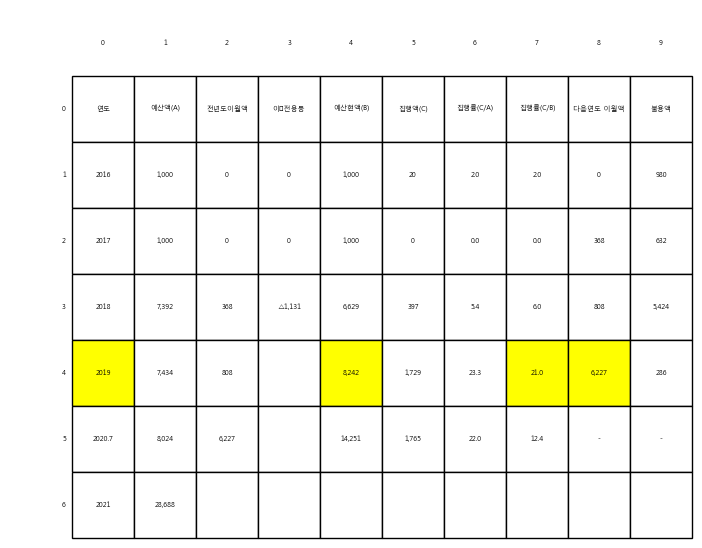 0 1 2 3 4 5 6 7 8 9
0 연도 예산액(A) 전년도이월액 이□전용등 예산현액(B) 집행액(C) 집행률(C/A) 집행률(C/B) 다음연도 이월액 불용액
1 2016 1,000 0 0 1,000 20 2.0 2.0 0 980
2 2017 1,000 0 0 1,000 0 0.0 0.0 368 632
3 2018 7,392 368 △1,131 6,629 397 5.4 6.0 808 5,424
4 2019 7,434 808 8,242 1,729 23.3 21.0 6,227 286
5 2020.7 8,024 6,227 14,251 1,765 22.0 12.4 - -
6 2021 28,688